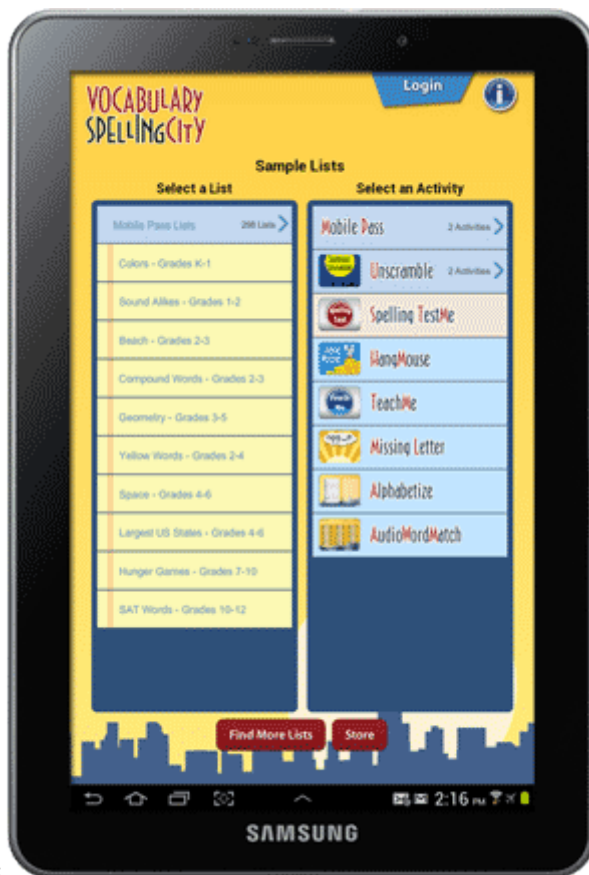 Login
VOCABULARY
SPELLINGCITY
Sample Lists
Select a List
Mobile Pass Lists 298 Lists
Colors - Grades K-1
Sound Alikes - Grades 1-2
Beach - Grades 2-3
Compound Words - Grades 2-3
Geometry - Grades 3-5
Yellow Words - Grades 2-4
Space - Grades 4-6
Largest US States - Grades 4-6
Hunger Games - Grades 7-10
SAT Words - Grades 10-12
Select an Activity
Mobile Pass 2 Activities
Unscramble 2 Activities
Spelling TestMe
HangMouse
TeachMe
Missing Letter
Alphabetize
AudioWordMatch
Find More Lists
Store
2:16 PM
SAMSUNG